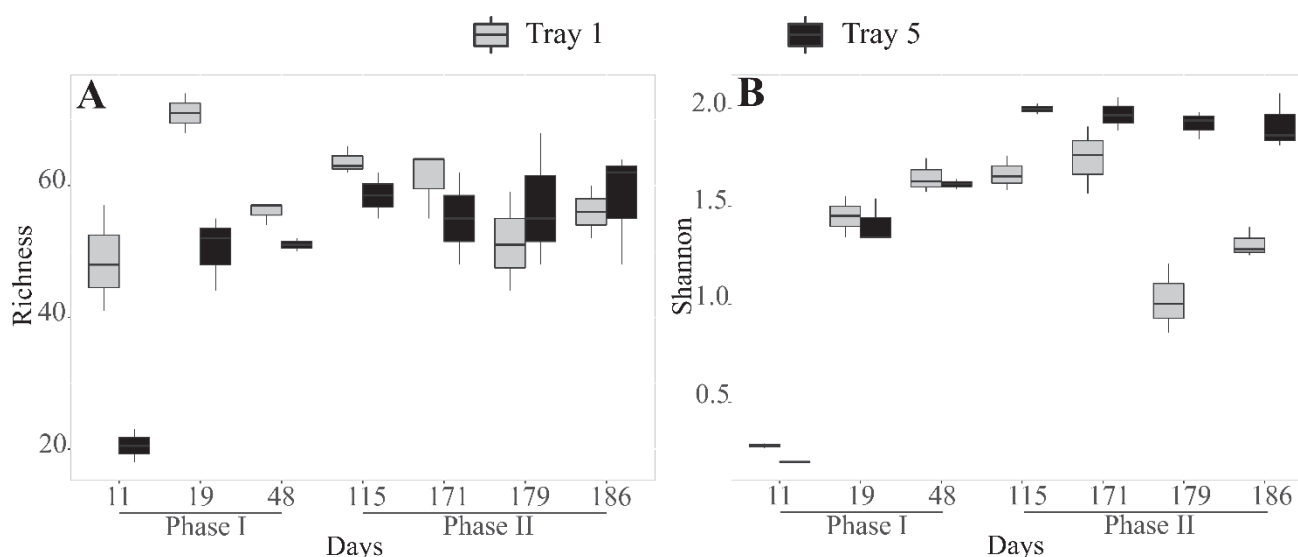 Tray 1 Tray 5
A
Richness
60
40
20
11 19 48 115 171 179 186
Phase I Phase II
Days
B
Shannon
2.0
1.5
1.0
0.5
11 19 48 115 171 179 186
Phase I Phase II
Days